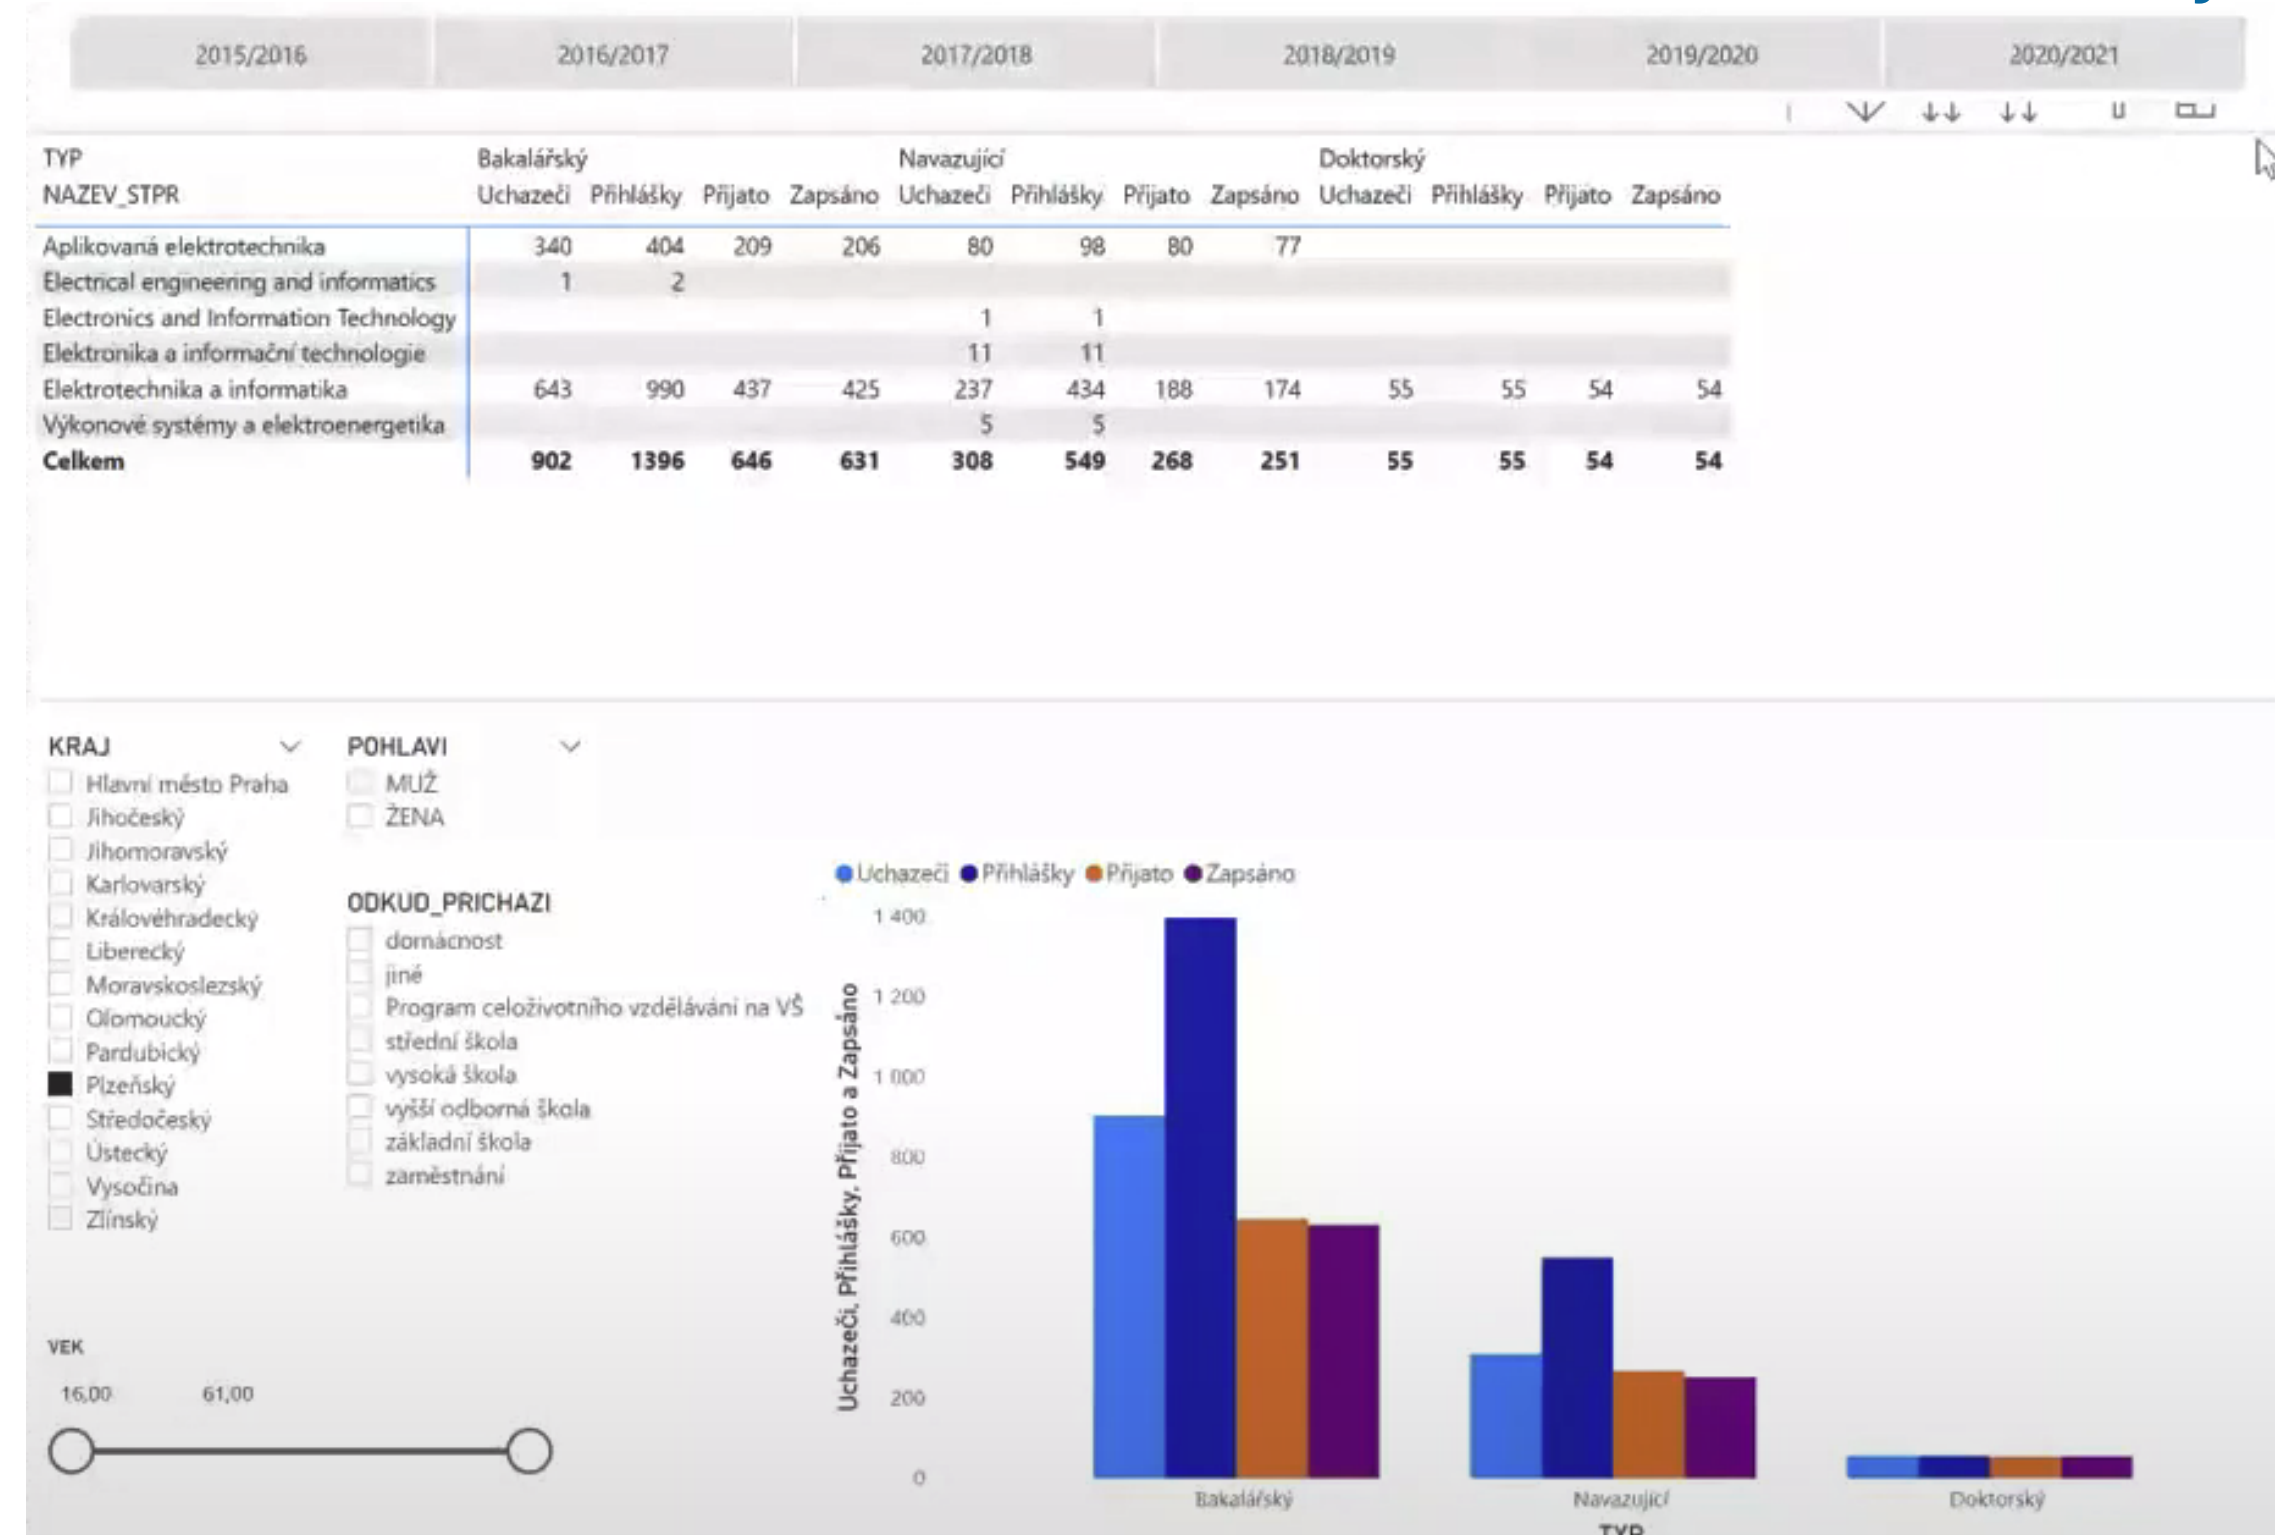 2015/2016 2016/2017 2017/2018 2018/2019 2019/2020 2020/2021
TYP Bakalářský Navazující Doktorský
NAZEV_STPR Uchazeči Přihlášky Přijato Zapsáno Uchazeči Přihlášky Přijato Zapsáno Uchazeči Přihlášky Přijato Zapsáno
Aplikovaná elektrotechnika 340 404 209 206 80 98 80 77
Electrical engineering and informatics 1 2
Electronics and Information Technology 1 1
Elektronika a informační technologie 11 11
Elektrotechnika a informatika 643 990 437 425 237 434 188 174 55 55 54 54
Výkonové systémy a elektroenergetika 5 5
Celkem 902 1396 646 631 308 549 268 251 55 55 54 54
KRAJ
Hlavní město Praha
Jihočeský
Jihomoravský
Karlovarský
Královéhradecký
Liberecký
Moravskoslezský
Olomoucký
Pardubický
Plzeňský
Středočeský
Ústecký
Vysočina
Zlínský
POHLAVI
MUŽ
ŽENA
ODKUD_PRICHAZI
domácnost
jiné
Program celoživotního vzdělávání na VŠ
střední škola
vysoká škola
vyšší odborná škola
základní škola
zaměstnání
VEK
16,00 61,00
Uchazeči Přihlášky Přijato Zapsáno
Uchazeči, Přihlášky, Přijato a Zapsáno
1 400
1 200
1 000
800
600
400
200
0
Bakalářský Navazující Doktorský
TYP